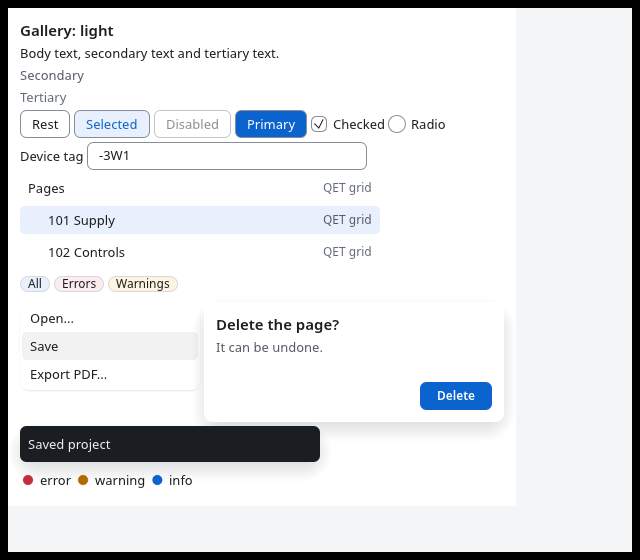 Gallery: light
Body text, secondary text and tertiary text.
Secondary
Tertiary
Rest Selected Disabled Primary Checked Radio
Device tag -3W1
Pages QET grid
101 Supply QET grid
102 Controls QET grid
All Errors Warnings
Open...
Save
Export PDF...
Delete the page?
It can be undone.
Delete
Saved project
error warning info